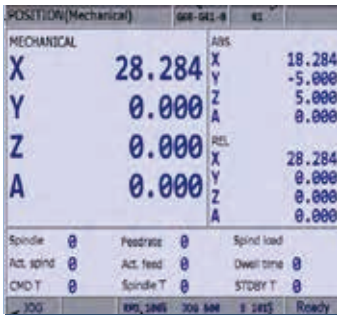 POSITION(Mechanical)
MECHANICAL
X 28.284
Y 0.000
Z 0.000
A 0.000
ABS
X 18.284
Y -5.000
Z 5.000
A 0.000
REL
X 28.284
Y 0.000
Z 0.000
A 0.000
Spindle 0 Feedrate 0 Spind load
Act. spind 0 Act. feed 0 Dwell time 0
CMD T 0 Spindle T 0 STDBY T 0
JOG Ready